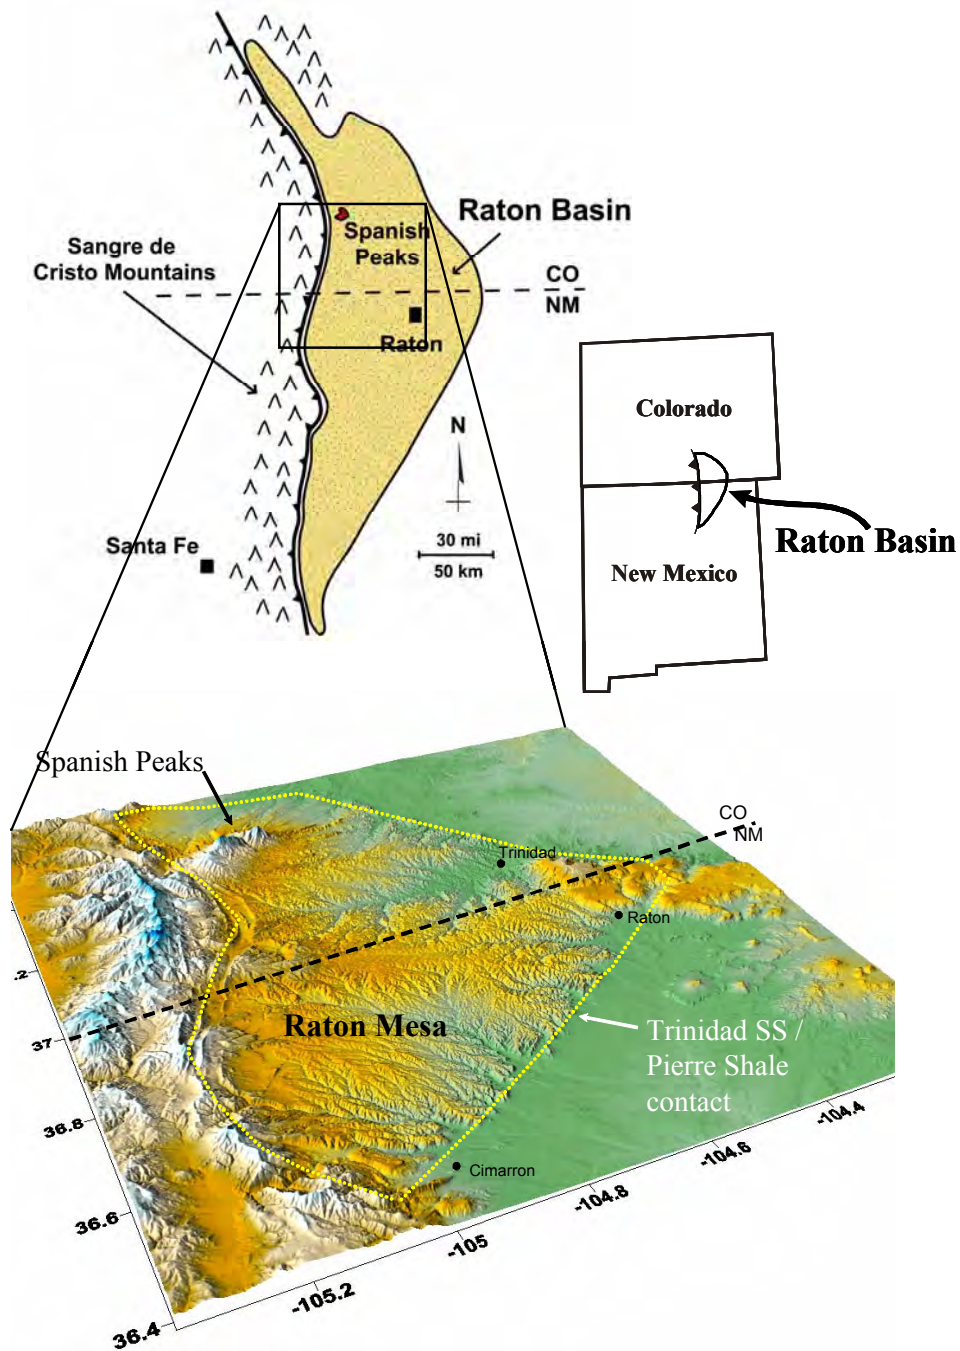 Raton Basin
Spanish
Peaks
Sangre de
Cristo Mountains
CO
NM
Raton
N
30 mi
50 km
Santa Fe
Colorado
Raton Basin
New Mexico
Spanish Peaks
CO
NM
Trinidad
Raton
Raton Mesa
Trinidad SS /
Pierre Shale
contact
Cimarron
.2
37
36.8
36.6
36.4
-105.2
-105
-104.8
-104.6
-104.4